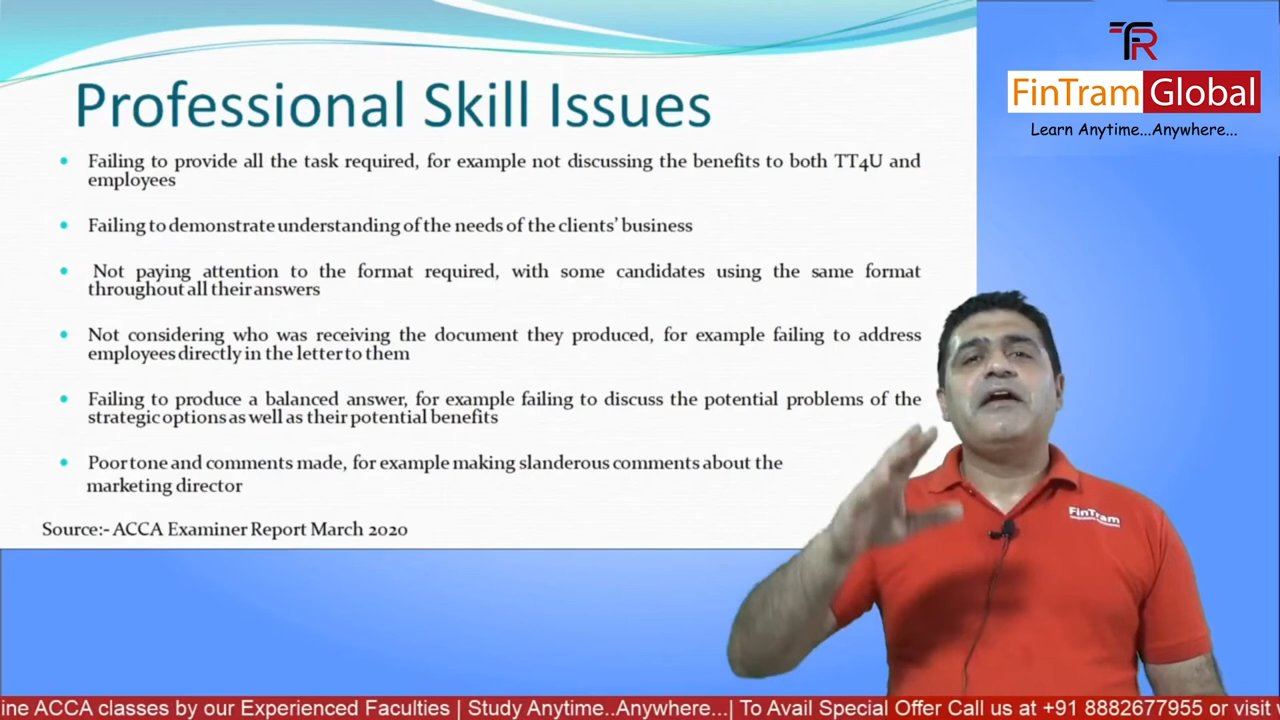 Professional Skill Issues
• Failing to provide all the task required, for example not discussing the benefits to both TT4U and
employees
• Failing to demonstrate understanding of the needs of the clients' business
• Not paying attention to the format required, with some candidates using the same format
throughout all their answers
• Not considering who was receiving the document they produced, for example failing to address
employees directly in the letter to them
• Failing to produce a balanced answer, for example failing to discuss the potential problems of the
strategic options as well as their potential benefits
• Poor tone and comments made, for example making slanderous comments about the
marketing director
Source:- ACCA Examiner Report March 2020
FinTram Global
Learn Anytime...Anywhere...
FinTram
ine ACCA classes by our Experienced Faculties | Study Anytime..Anywhere...| To Avail Special Offer Call us at +91 8882677955 or visit